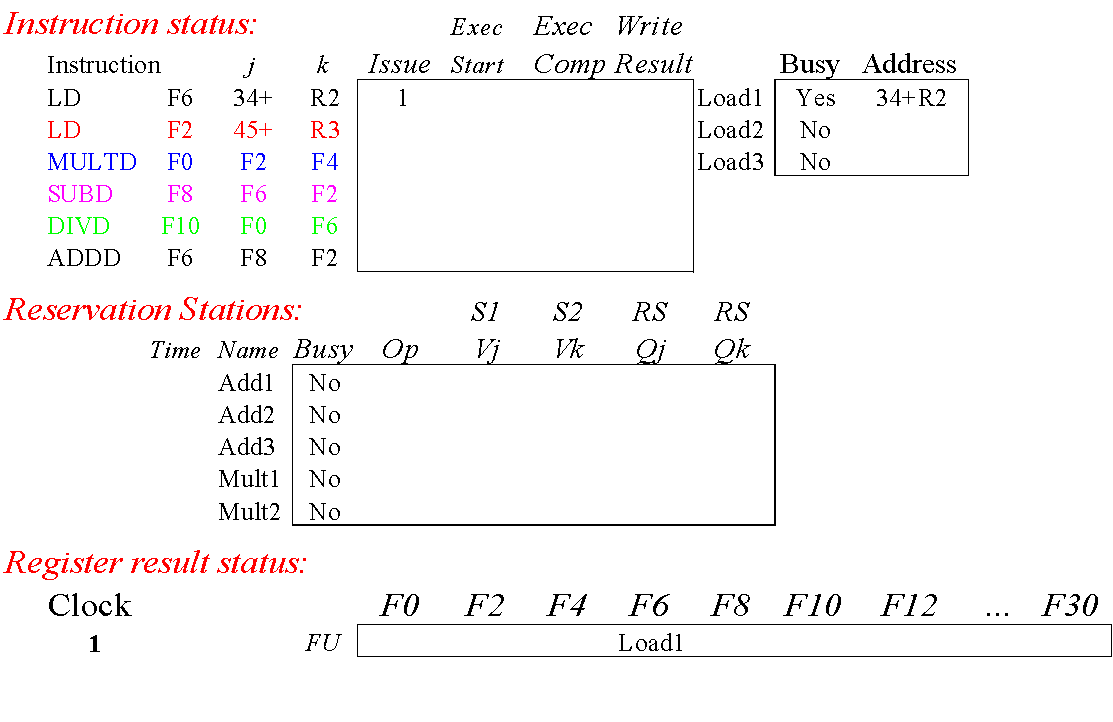 Instruction status: Exec Exec Write
Instruction j k Issue Start Comp Result Busy Address
LD F6 34+ R2 1 Load1 Yes 34+R2
LD F2 45+ R3 Load2 No
MULTD F0 F2 F4 Load3 No
SUBD F8 F6 F2
DIVD F10 F0 F6
ADDD F6 F8 F2
Reservation Stations: S1 S2 RS RS
Time Name Busy Op Vj Vk Qj Qk
Add1 No
Add2 No
Add3 No
Mult1 No
Mult2 No
Register result status:
Clock F0 F2 F4 F6 F8 F10 F12 ... F30
1 FU Load1